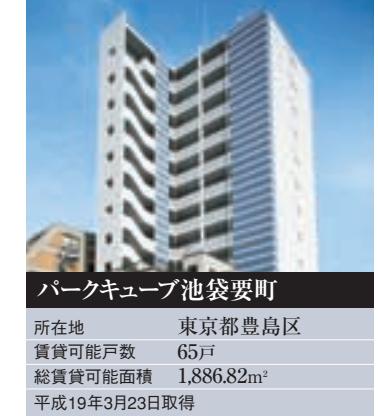 パークキューブ池袋要町
所在地 東京都豊島区
賃貸可能戸数 65戸
総賃貸可能面積 1,886.82m²
平成19年3月23日取得